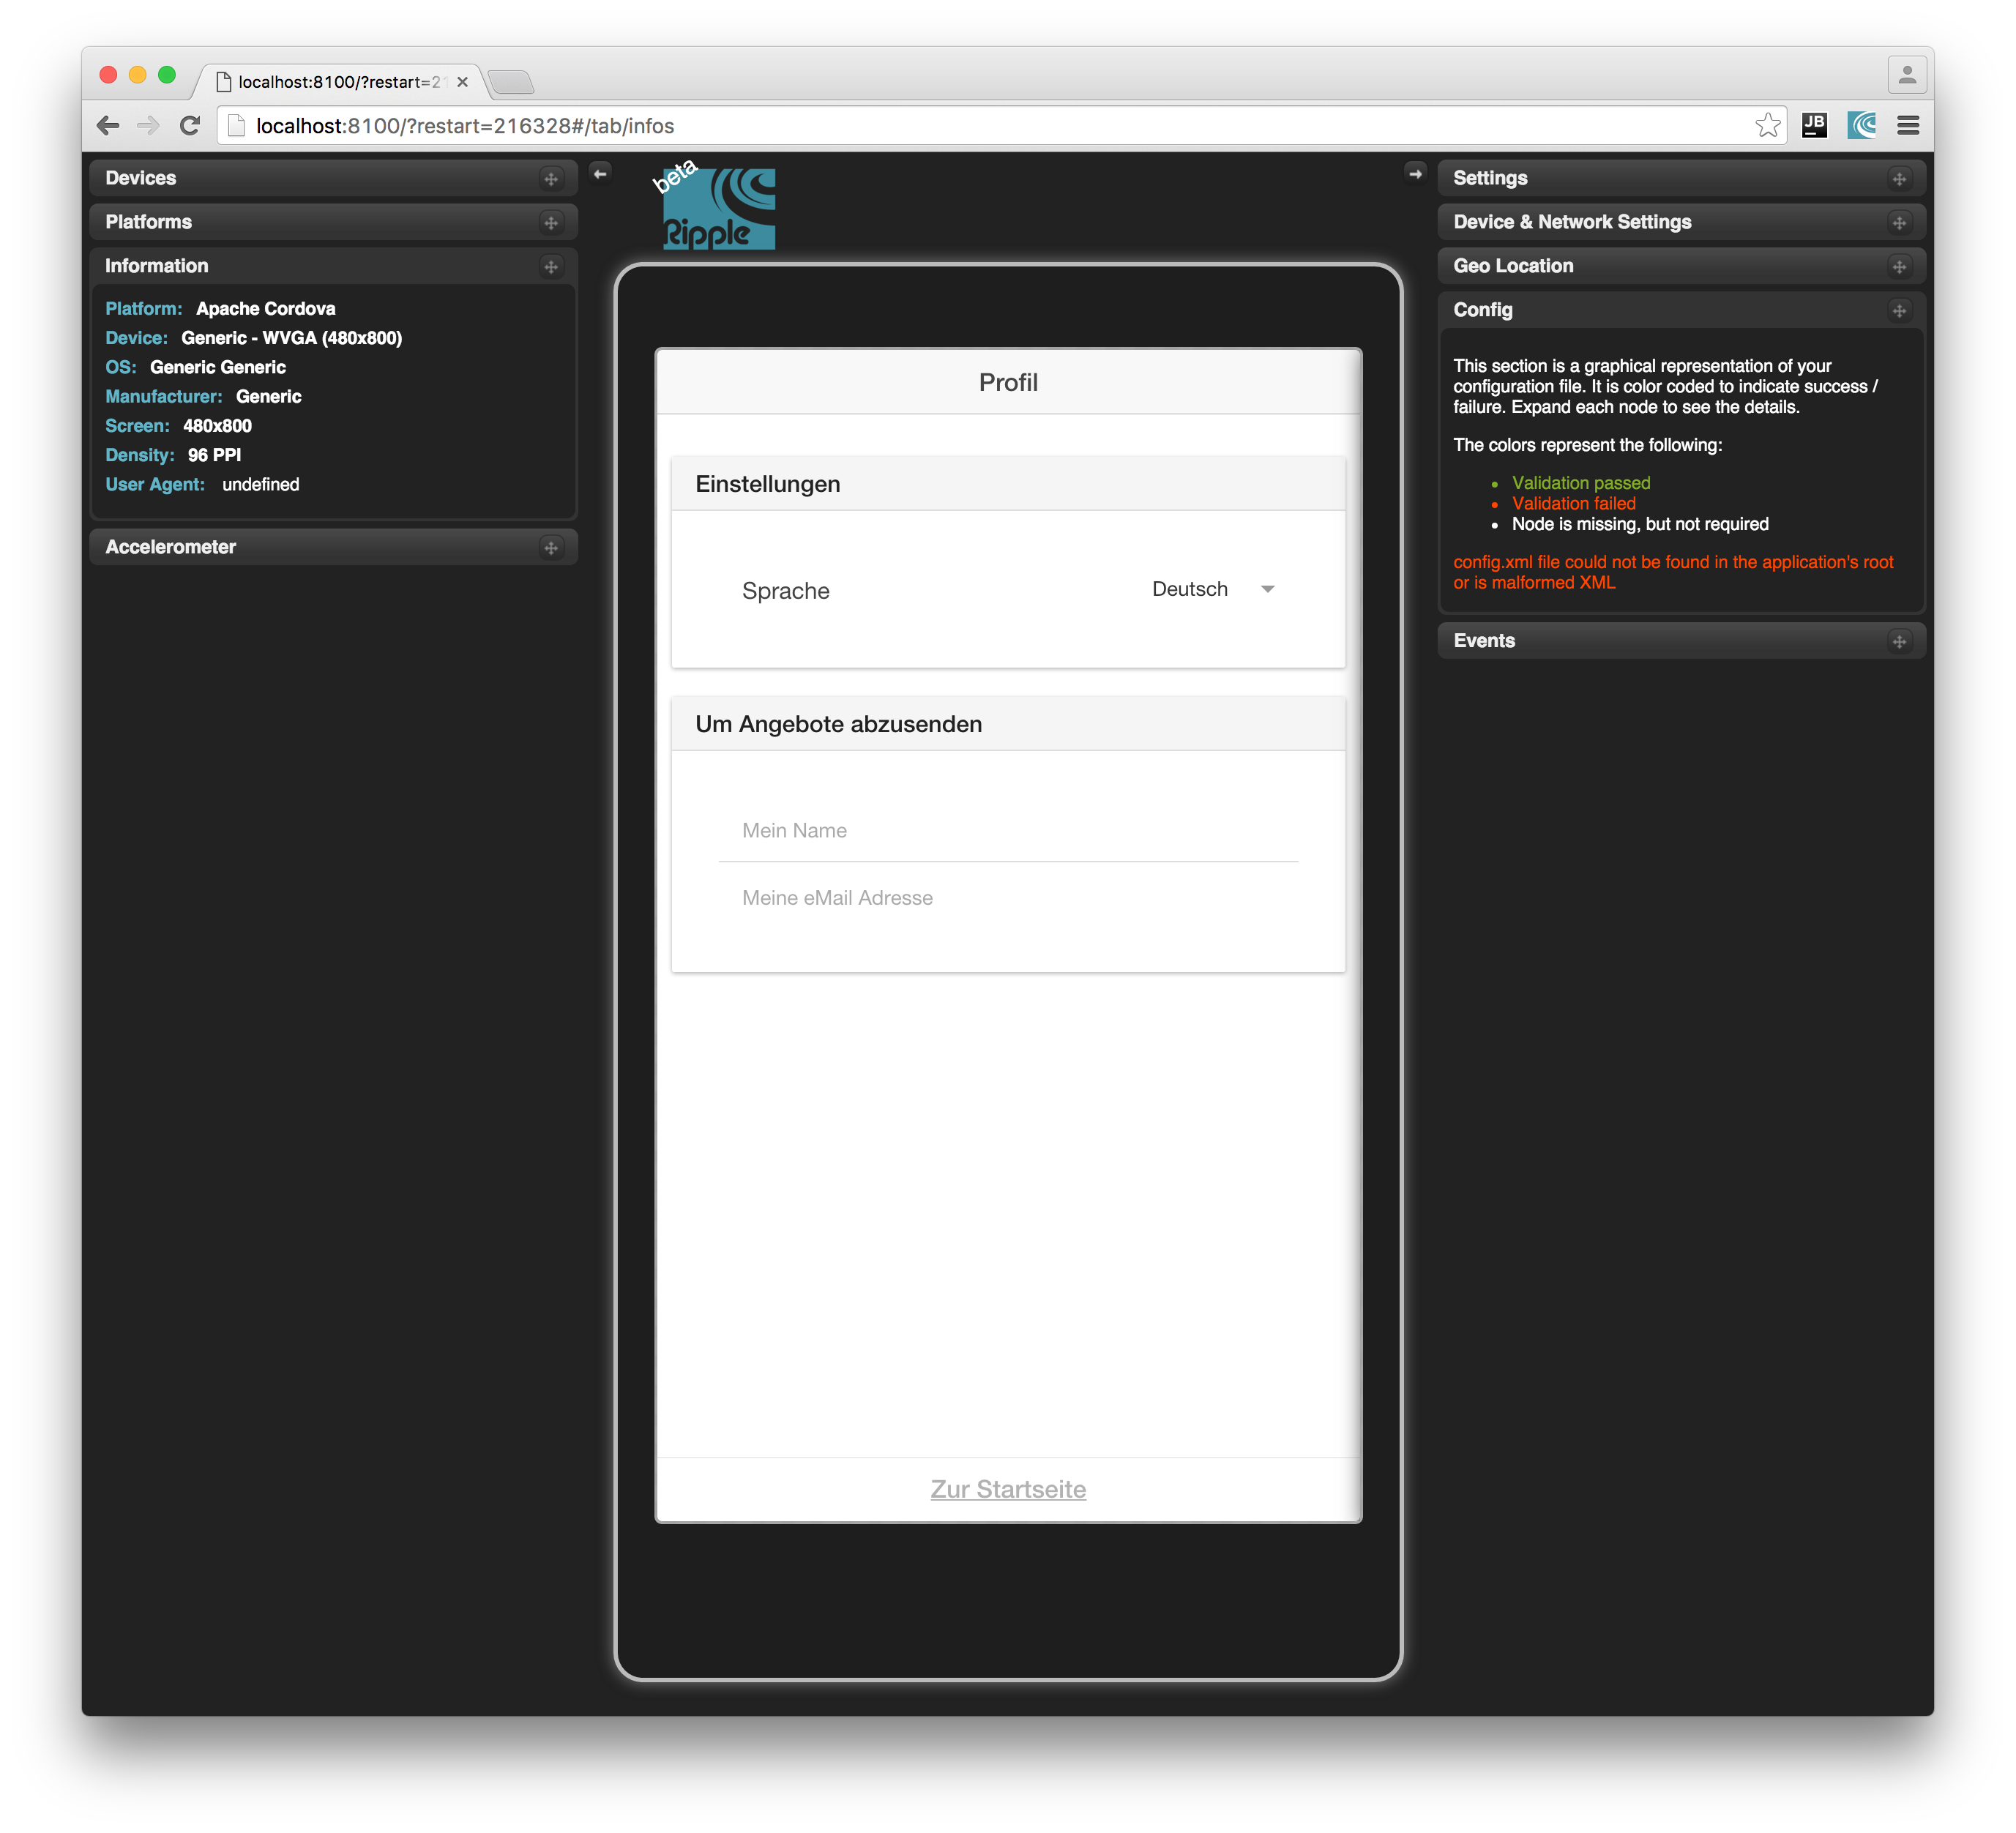 localhost:8100/?restart=21
localhost:8100/?restart=216328#/tab/infos
JB
Devices
Platforms
Information
Platform: Apache Cordova
Device: Generic - WVGA (480x800)
OS: Generic Generic
Manufacturer: Generic
Screen: 480x800
Density: 96 PPI
User Agent: undefined
Accelerometer
beta
Ripple
Profil
Einstellungen
Sprache Deutsch
Um Angebote abzusenden
Mein Name
Meine eMail Adresse
Zur Startseite
Settings
Device & Network Settings
Geo Location
Config
This section is a graphical representation of your
configuration file. It is color coded to indicate success /
failure. Expand each node to see the details.
The colors represent the following:
Validation passed
Validation failed
Node is missing, but not required
config.xml file could not be found in the application's root
or is malformed XML
Events